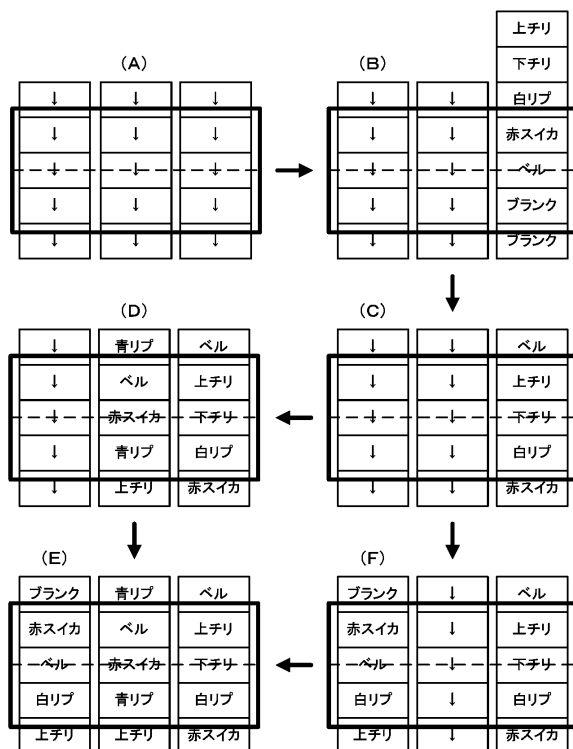 上チリ
(A) (B) 下チリ
↓ ↓ ↓ ↓ ↓ 白リプ
↓ ↓ ↓ ↓ ↓ 赤スイカ
↓ ↓ ↓ ↓ ↓ ベル
↓ ↓ ↓ ↓ ↓ ブランク
↓ ↓ ↓ ↓ ↓ ブランク
(D) (C)
↓ 青リプ ベル ↓ ↓ ベル
↓ ベル 上チリ ↓ ↓ 上チリ
↓ 赤スイカ 下チリ ↓ ↓ 下チリ
↓ 青リプ 白リプ ↓ ↓ 白リプ
↓ 上チリ 赤スイカ ↓ ↓ 赤スイカ
(E) (F)
ブランク 青リプ ベル ブランク ↓ ベル
赤スイカ ベル 上チリ 赤スイカ ↓ 上チリ
ベル 赤スイカ 下チリ ベル ↓ 下チリ
白リプ 青リプ 白リプ 白リプ ↓ 白リプ
上チリ 上チリ 赤スイカ 上チリ ↓ 赤スイカ